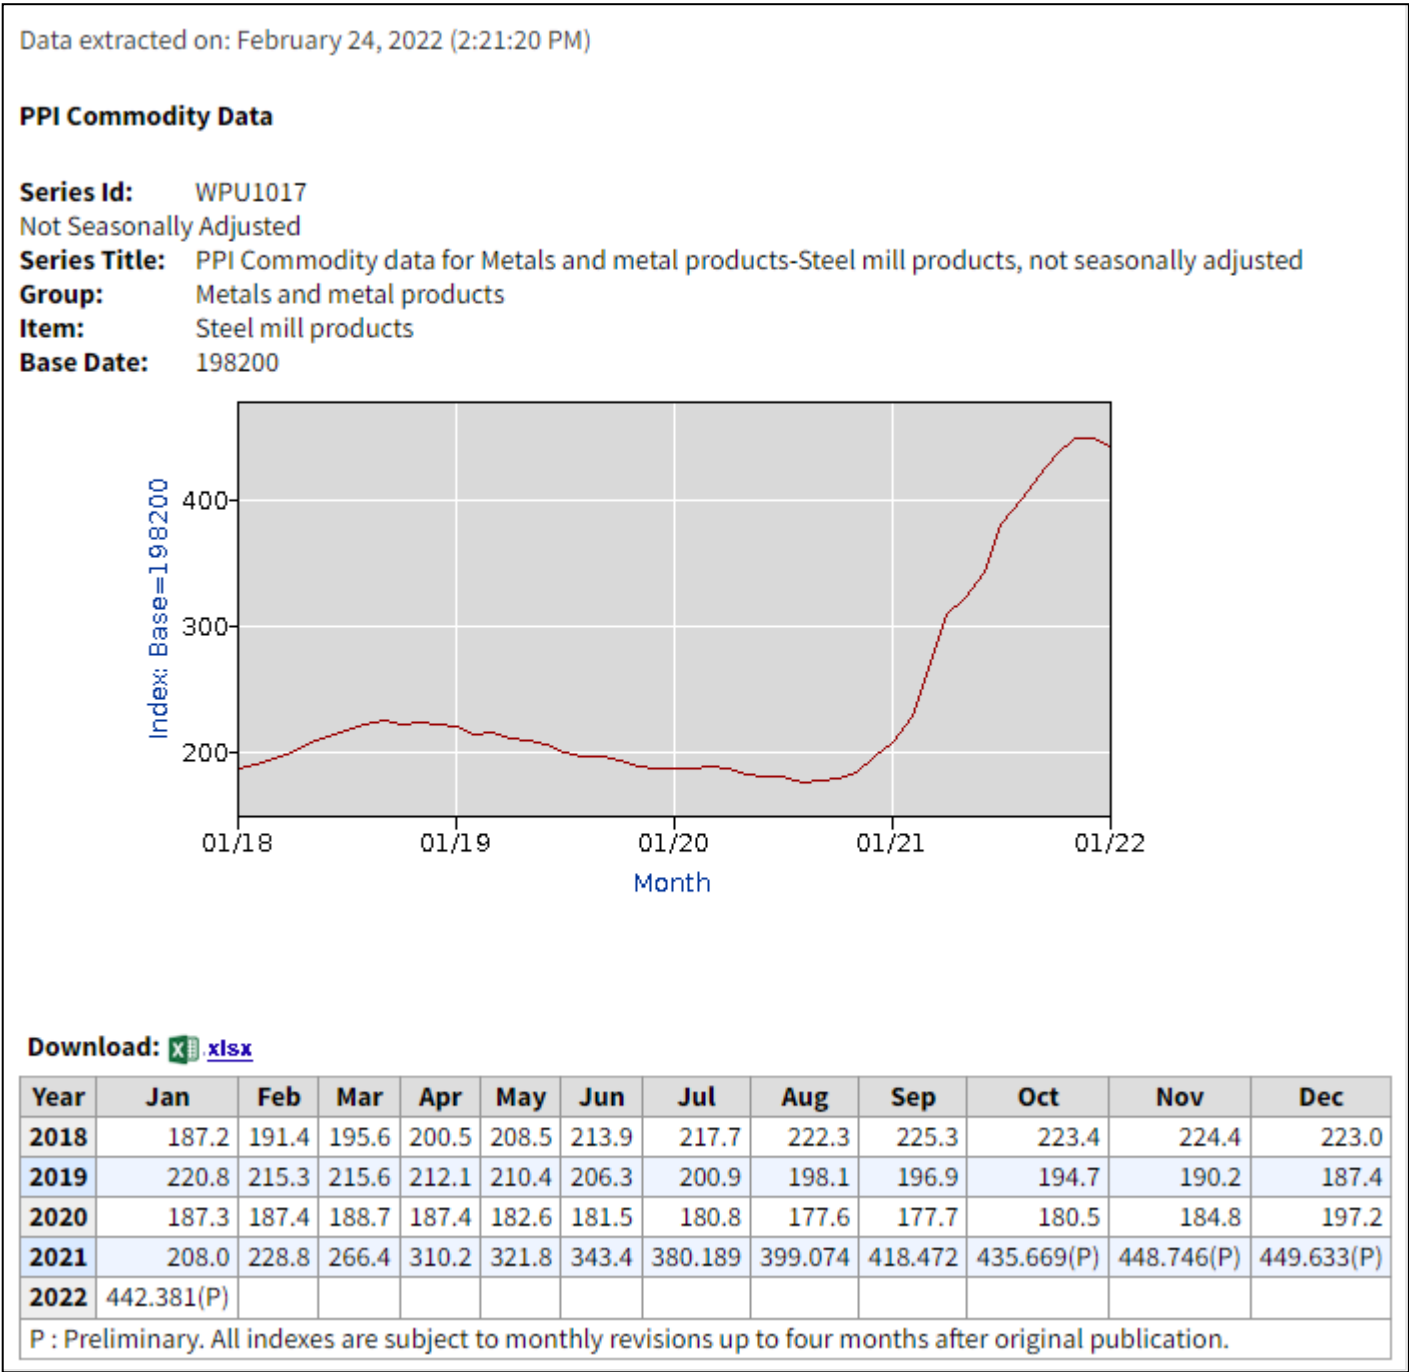 Data extracted on: February 24, 2022 (2:21:20 PM)
PPI Commodity Data
Series Id: WPU1017
Not Seasonally Adjusted
Series Title: PPI Commodity data for Metals and metal products-Steel mill products, not seasonally adjusted
Group: Metals and metal products
Item: Steel mill products
Base Date: 198200
Index: Base=198200
400
300
200
01/18 01/19 01/20 01/21 01/22
Month
Download: .xlsx
Year Jan Feb Mar Apr May Jun Jul Aug Sep Oct Nov Dec
2018 187.2 191.4 195.6 200.5 208.5 213.9 217.7 222.3 225.3 223.4 224.4 223.0
2019 220.8 215.3 215.6 212.1 210.4 206.3 200.9 198.1 196.9 194.7 190.2 187.4
2020 187.3 187.4 188.7 187.4 182.6 181.5 180.8 177.6 177.7 180.5 184.8 197.2
2021 208.0 228.8 266.4 310.2 321.8 343.4 380.189 399.074 418.472 435.669(P) 448.746(P) 449.633(P)
2022 442.381(P)
P : Preliminary. All indexes are subject to monthly revisions up to four months after original publication.